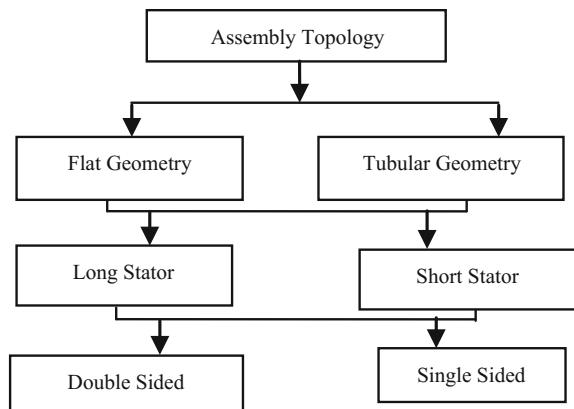 Assembly Topology
Flat Geometry
Tubular Geometry
Long Stator
Short Stator
Double Sided
Single Sided